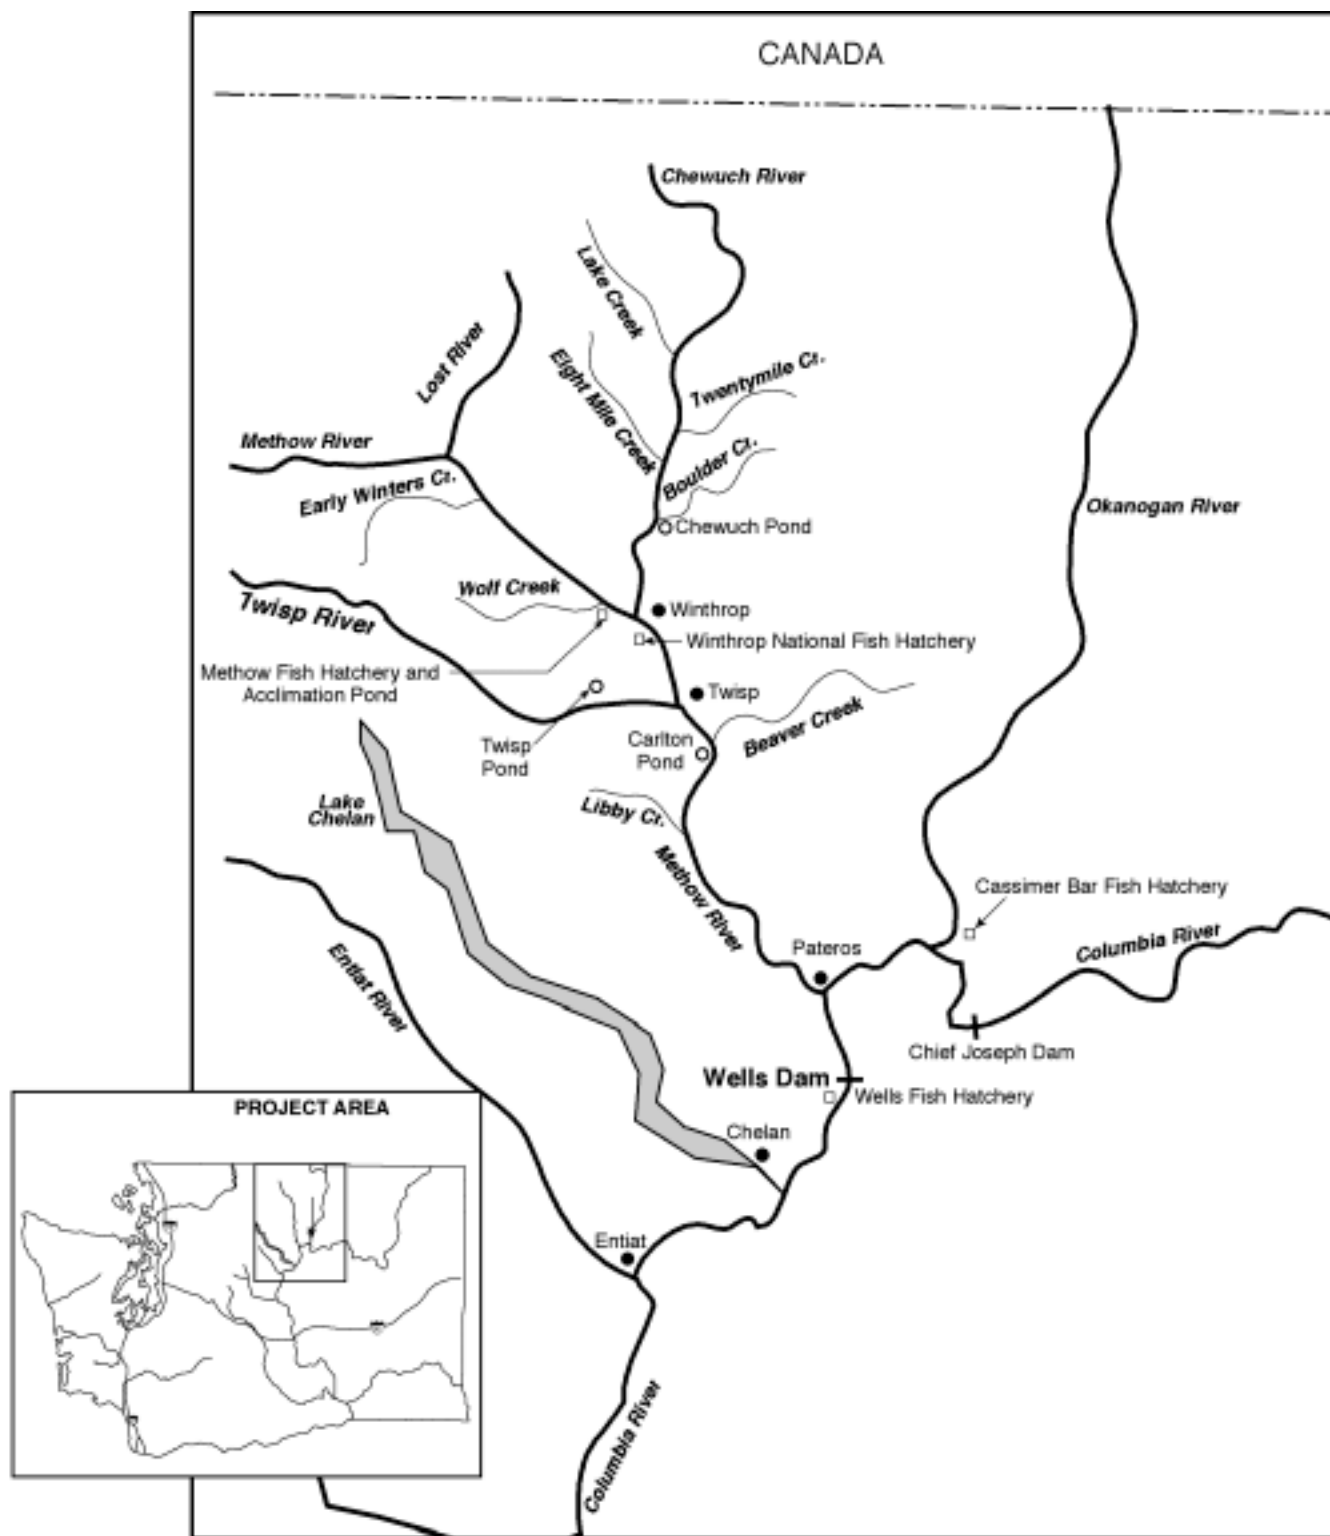 CANADA
Chewuch River
Lake Creek
Lost River
Eight Mile Creek
Twentymile Cr.
Methow River
Boulder Cr.
Early Winters Cr.
Okanogan River
Chewuch Pond
Wolf Creek
Twisp River
Winthrop
Winthrop National Fish Hatchery
Methow Fish Hatchery and
Acclimation Pond
Twisp
Beaver Creek
Twisp
Pond
Carlton
Pond
Lake
Chelan
Libby Cr.
Methow River
Cassimer Bar Fish Hatchery
Entiat River
Pateros
Columbia River
Chief Joseph Dam
Wells Dam
Wells Fish Hatchery
PROJECT AREA
Chelan
Entiat
Columbia River